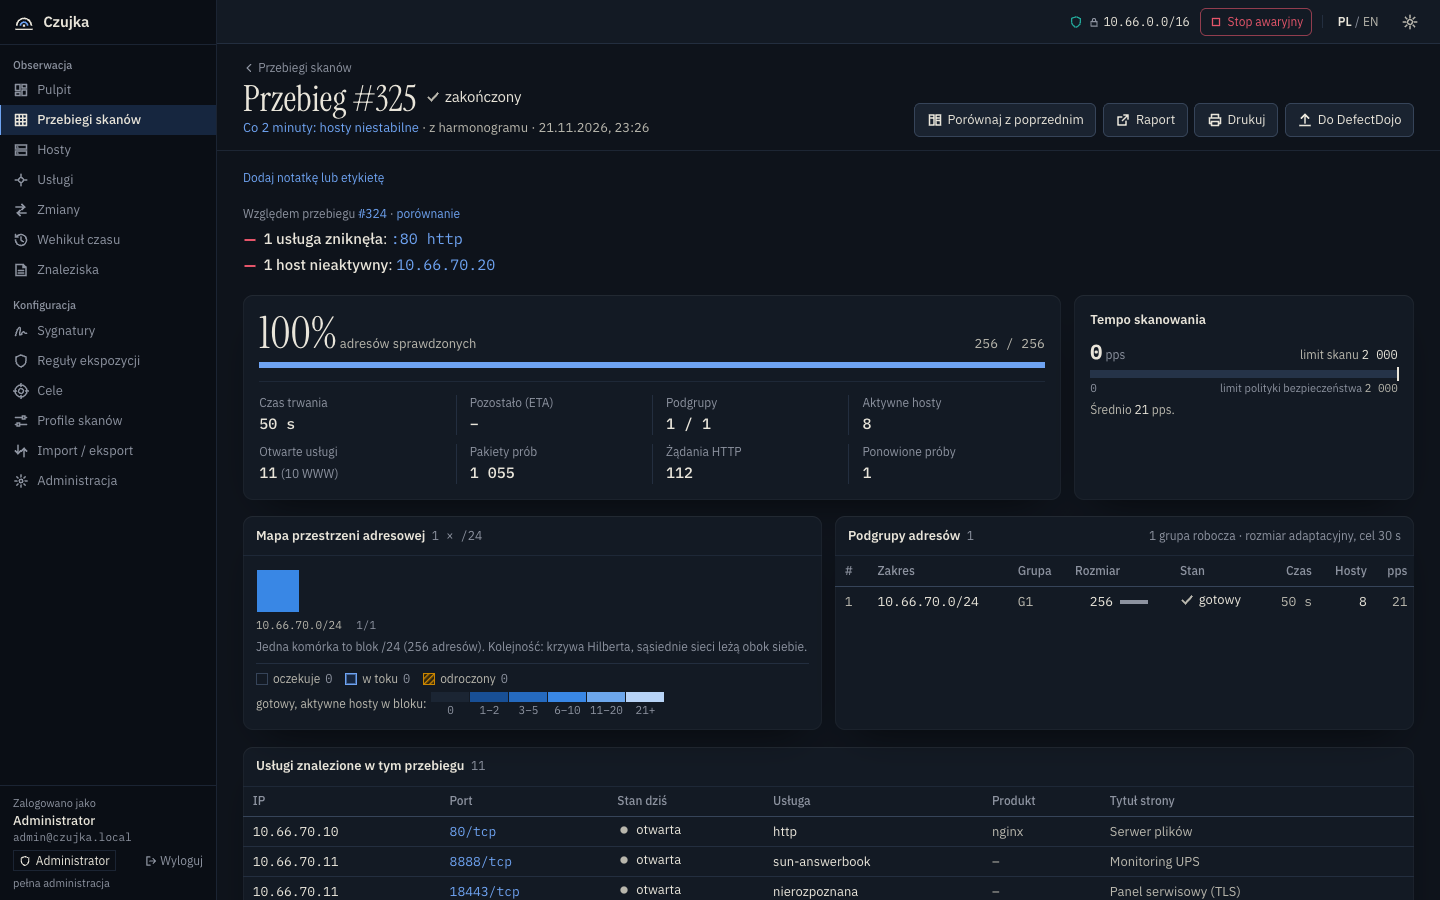 Czujka
10.66.0.0/16
Stop awaryjny
PL / EN
Obserwacja
Pulpit
Przebiegi skanów
Hosty
Usługi
Zmiany
Wehikuł czasu
Znaleziska
Konfiguracja
Sygnatury
Reguły ekspozycji
Cele
Profile skanów
Import / eksport
Administracja
Zalogowano jako
Administrator
admin@czujka.local
Administrator
Wyloguj
pełna administracja
Przebiegi skanów
Przebieg #325 zakończony
Co 2 minuty: hosty niestabilne · z harmonogramu · 21.11.2026, 23:26
Porównaj z poprzednim
Raport
Drukuj
Do DefectDojo
Dodaj notatkę lub etykietę
Względem przebiegu #324 · porównanie
— 1 usługa zniknęła: :80 http
— 1 host nieaktywny: 10.66.70.20
100% adresów sprawdzonych 256 / 256
Czas trwania Pozostało (ETA) Podgrupy Aktywne hosty
50 s – 1 / 1 8
Otwarte usługi Pakiety prób Żądania HTTP Ponowione próby
11 (10 WWW) 1 055 112 1
Tempo skanowania
0 pps limit skanu 2 000
0 limit polityki bezpieczeństwa 2 000
Średnio 21 pps.
Mapa przestrzeni adresowej 1 × /24
10.66.70.0/24 1/1
Jedna komórka to blok /24 (256 adresów). Kolejność: krzywa Hilberta, sąsiednie sieci leżą obok siebie.
oczekuje 0 w toku 0 odroczony 0
gotowy, aktywne hosty w bloku:
0 1–2 3–5 6–10 11–20 21+
Podgrupy adresów 1 1 grupa robocza · rozmiar adaptacyjny, cel 30 s
# Zakres Grupa Rozmiar Stan Czas Hosty pps
1 10.66.70.0/24 G1 256 gotowy 50 s 8 21
Usługi znalezione w tym przebiegu 11
IP Port Stan dziś Usługa Produkt Tytuł strony
10.66.70.10 80/tcp otwarta http nginx Serwer plików
10.66.70.11 8888/tcp otwarta sun-answerbook – Monitoring UPS
10.66.70.11 18443/tcp otwarta nierozpoznana – Panel serwisowy (TLS)